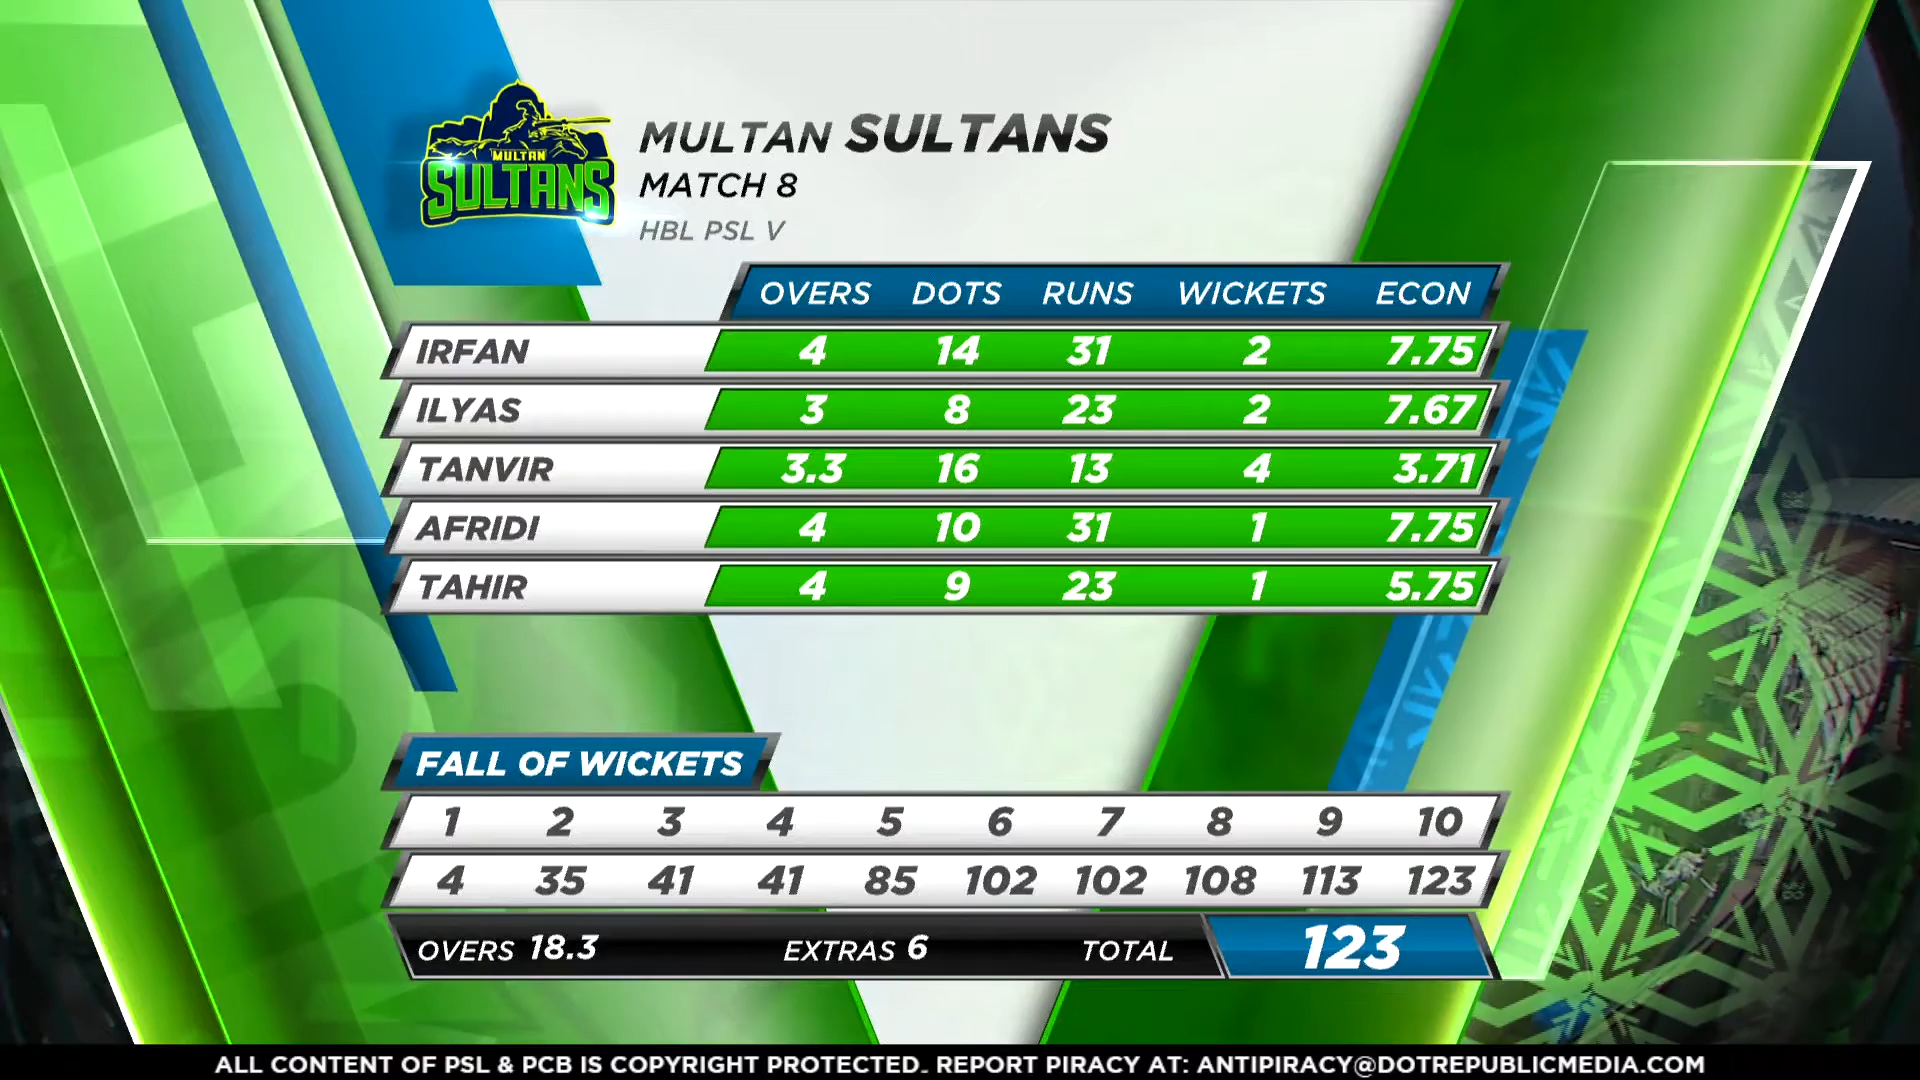 MULTAN
SULTANS
MULTAN SULTANS
MATCH 8
HBL PSL V
OVERS DOTS RUNS WICKETS ECON
IRFAN 4 14 31 2 7.75
ILYAS 3 8 23 2 7.67
TANVIR 3.3 16 13 4 3.71
AFRIDI 4 10 31 1 7.75
TAHIR 4 9 23 1 5.75
FALL OF WICKETS
1 2 3 4 5 6 7 8 9 10
4 35 41 41 85 102 102 108 113 123
OVERS 18.3 EXTRAS 6 TOTAL 123
ALL CONTENT OF PSL & PCB IS COPYRIGHT PROTECTED. REPORT PIRACY AT: ANTIPIRACY@DOTREPUBLICMEDIA.COM